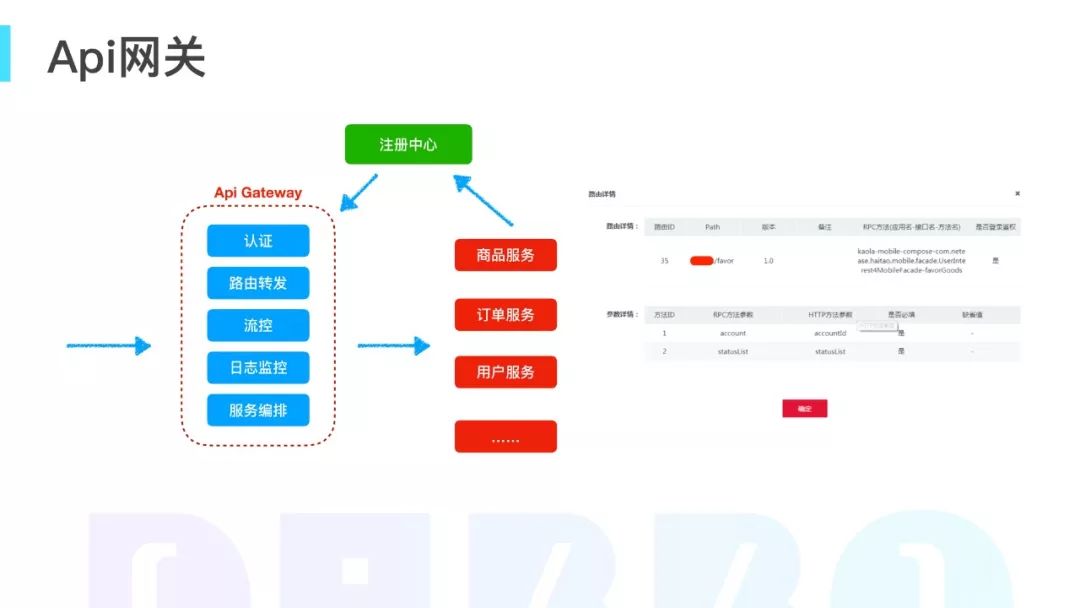 Api网关
注册中心
Api Gateway
认证
路由转发
流控
日志监控
服务编排
商品服务
订单服务
用户服务
......
路由详情
×
路由详情：
路由ID Path 版本 备注 RPC方法(应用名-接口名-方法名) 是否登录鉴权
35 /favor 1.0 kaola-mobile-compose-com.nete
ase.haitao.mobile.facade.UserInte
rest4MobileFacade-favorGoods 是
参数详情：
方法ID RPC方法参数 HTTP方法参数 是否必填 缺省值
1 account accountId 是 -
2 statusList statusList 是 -
确定
DUBBO